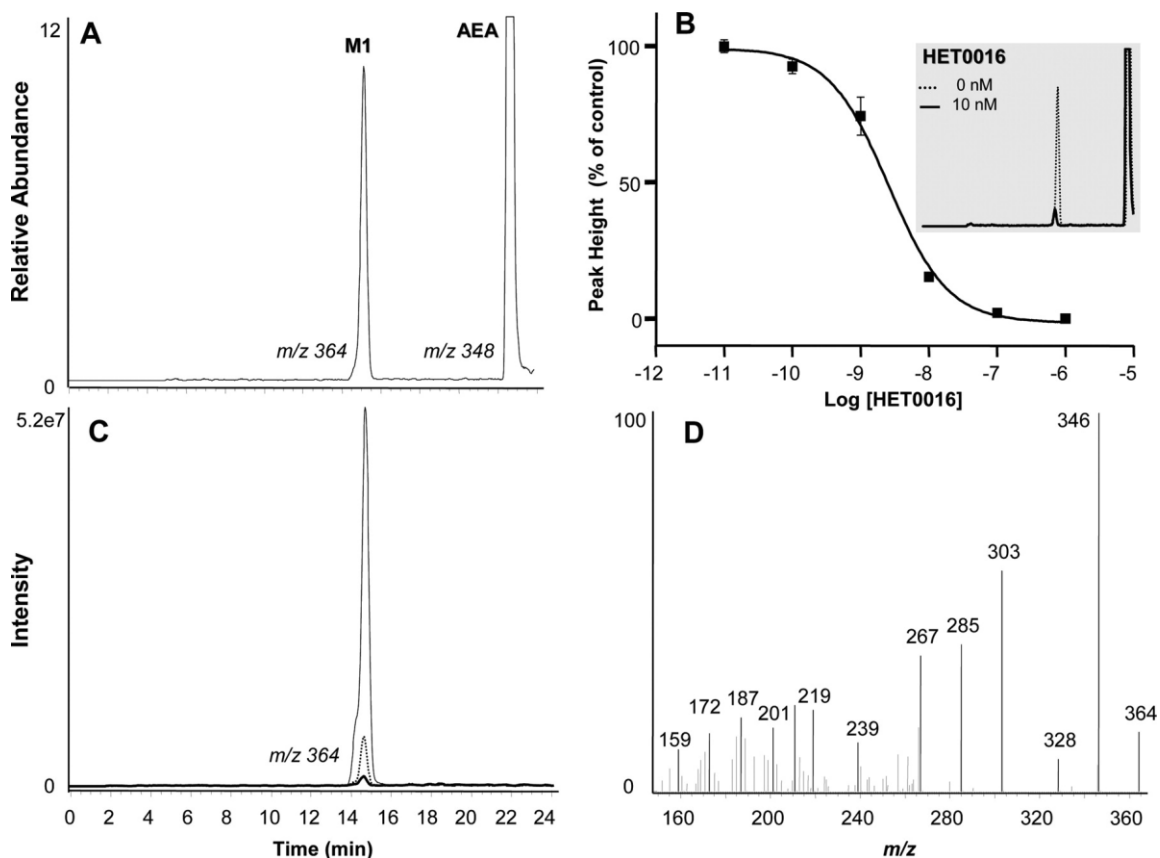 12
A
M1
AEA
Relative Abundance
m/z 364
m/z 348
0
B
100
50
0
Peak Height (% of control)
HET0016
0 nM
10 nM
-12 -11 -10 -9 -8 -7 -6 -5
Log [HET0016]
5.2e7
C
Intensity
m/z 364
0
0 2 4 6 8 10 12 14 16 18 20 22 24
Time (min)
100
D
346
303
267
285
364
328
239
219
201
187
172
159
0
160 200 240 280 320 360
m/z